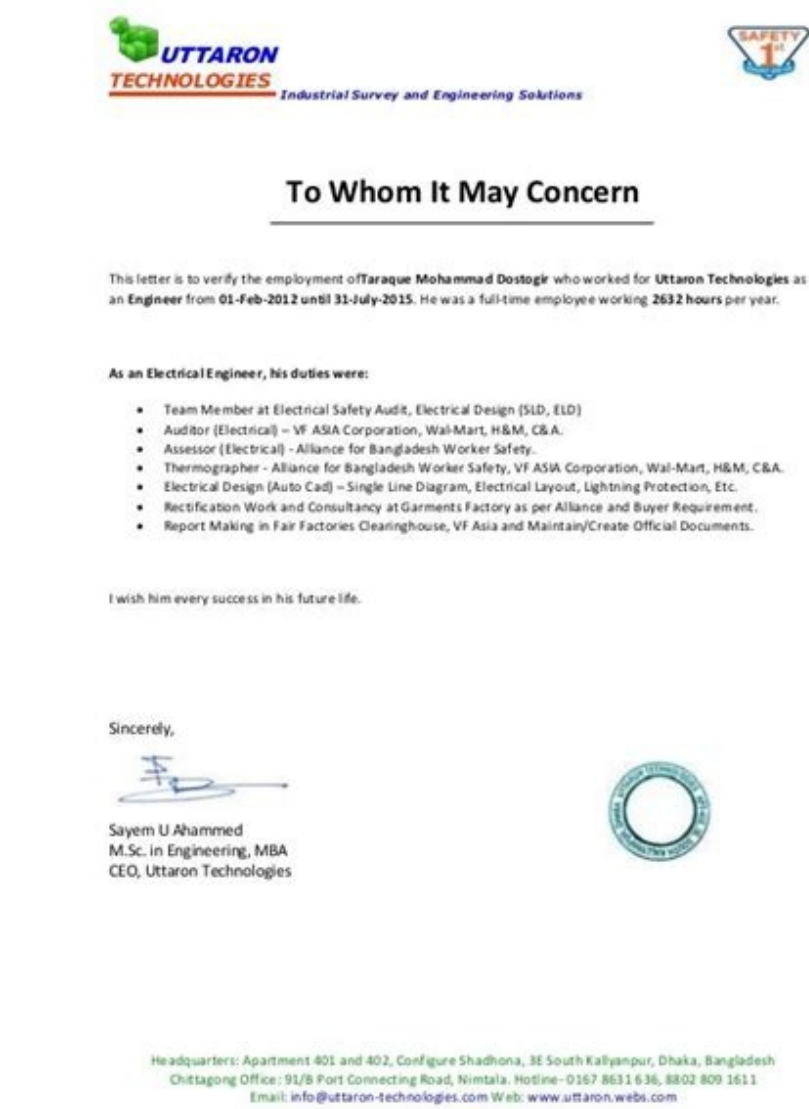 UTTARON
TECHNOLOGIES
Industrial Survey and Engineering Solutions
SAFETY
1st
To Whom It May Concern
This letter is to verify the employment ofTaraque Mohammad Dostogir who worked for Uttaron Technologies as
an Engineer from 01-Feb-2012 until 31-July-2015. He was a full-time employee working 2632 hours per year.
As an Electrical Engineer, his duties were:
• Team Member at Electrical Safety Audit, Electrical Design (SLD, ELD)
• Auditor (Electrical) – VF ASIA Corporation, Wal-Mart, H&M, C&A.
• Assessor (Electrical) - Alliance for Bangladesh Worker Safety.
• Thermographer - Alliance for Bangladesh Worker Safety, VF ASIA Corporation, Wal-Mart, H&M, C&A.
• Electrical Design (Auto Cad) – Single Line Diagram, Electrical Layout, Lightning Protection, Etc.
• Rectification Work and Consultancy at Garments Factory as per Alliance and Buyer Requirement.
• Report Making in Fair Factories Clearinghouse, VF Asia and Maintain/Create Official Documents.
I wish him every success in his future life.
Sincerely,
Sayem U Ahammed
M.Sc. in Engineering, MBA
CEO, Uttaron Technologies
UTTARON TECHNOLOGIES
Headquarters: Apartment 401 and 402, Configure Shadhona, 3E South Kallyanpur, Dhaka, Bangladesh
Chittagong Office: 91/B Port Connecting Road, Nimtala. Hotline- 0167 8631 636, 8802 809 1611
Email: info@uttaron-technologies.com Web: www.uttaron.webs.com